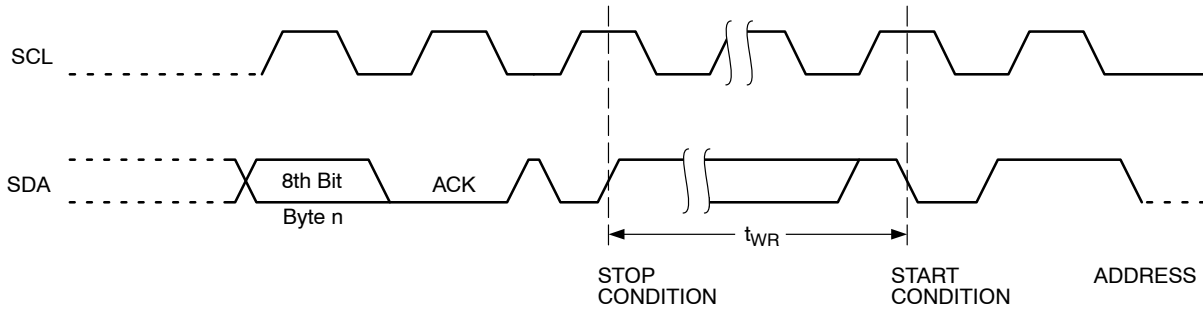 SCL
SDA
8th Bit
Byte n
ACK
tWR
STOP
CONDITION
START
CONDITION
ADDRESS